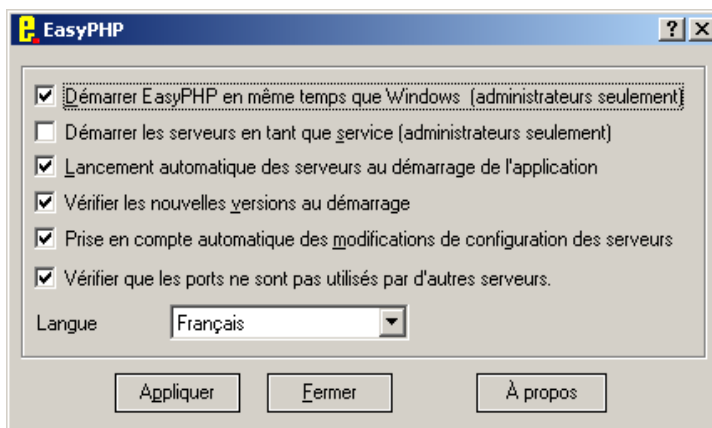 EasyPHP
Démarrer EasyPHP en même temps que Windows (administrateurs seulement)
Démarrer les serveurs en tant que service (administrateurs seulement)
Lancement automatique des serveurs au démarrage de l'application
Vérifier les nouvelles versions au démarrage
Prise en compte automatique des modifications de configuration des serveurs
Vérifier que les ports ne sont pas utilisés par d'autres serveurs.
Langue Français
Appliquer Fermer À propos